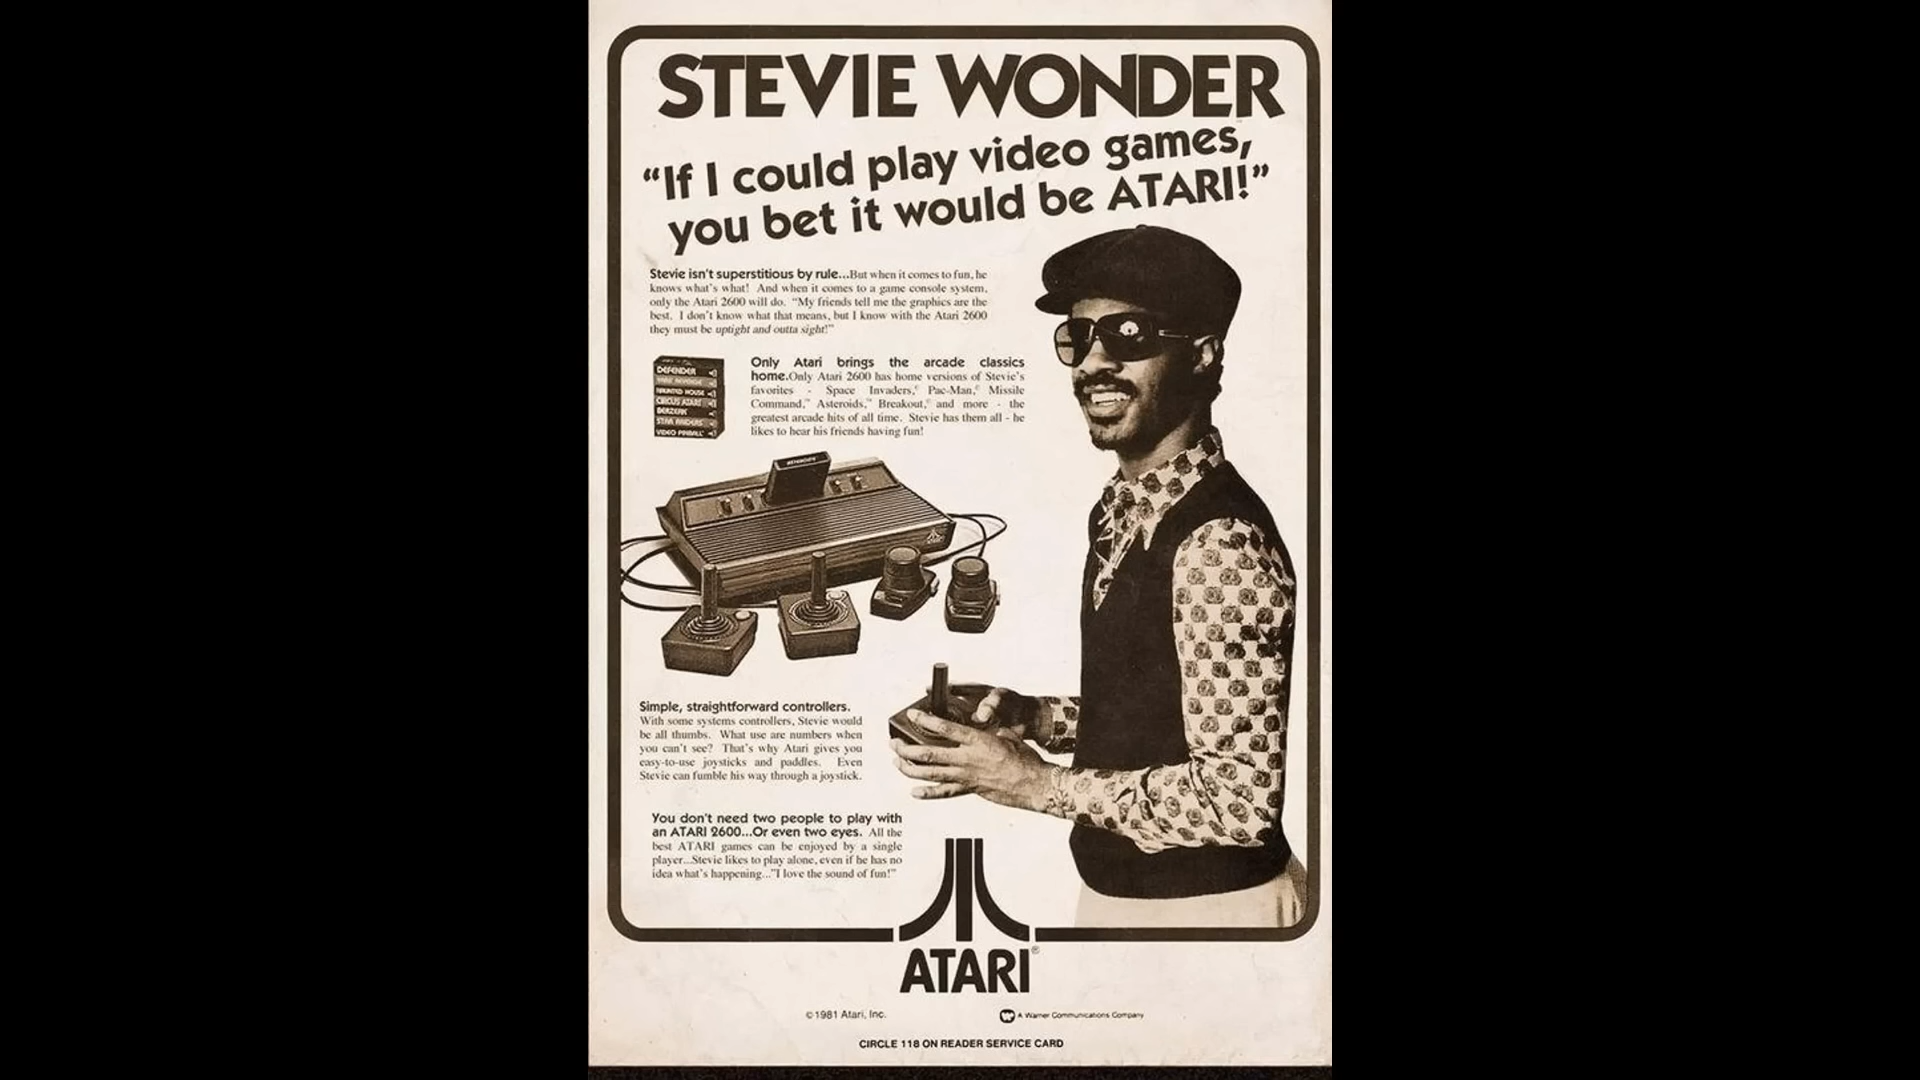 STEVIE WONDER
“If I could play video games,
you bet it would be ATARI!”
Stevie isn't superstitious by rule...But when it comes to fun, he
knows what's what! And when it comes to a game console system,
only the Atari 2600 will do. “My friends tell me the graphics are the
best. I don't know what that means, but I know with the Atari 2600
they must be uptight and outta sight!”
DEFENDER
HAUNTED HOUSE
CIRCUS ATARI
BERZERK
STAR RAIDERS
VIDEO PINBALL
Only Atari brings the arcade classics
home.Only Atari 2600 has home versions of Stevie's
favorites - Space Invaders,© Pac-Man,© Missile
Command,™ Asteroids,™ Breakout,© and more - the
greatest arcade hits of all time. Stevie has them all - he
likes to hear his friends having fun!
Simple, straightforward controllers.
With some systems controllers, Stevie would
be all thumbs. What use are numbers when
you can't see? That's why Atari gives you
easy-to-use joysticks and paddles. Even
Stevie can fumble his way through a joystick.
You don't need two people to play with
an ATARI 2600...Or even two eyes. All the
best ATARI games can be enjoyed by a single
player...Stevie likes to play alone, even if he has no
idea what's happening..."I love the sound of fun!"
ATARI®
©1981 Atari, Inc.
A Warner Communications Company
CIRCLE 118 ON READER SERVICE CARD